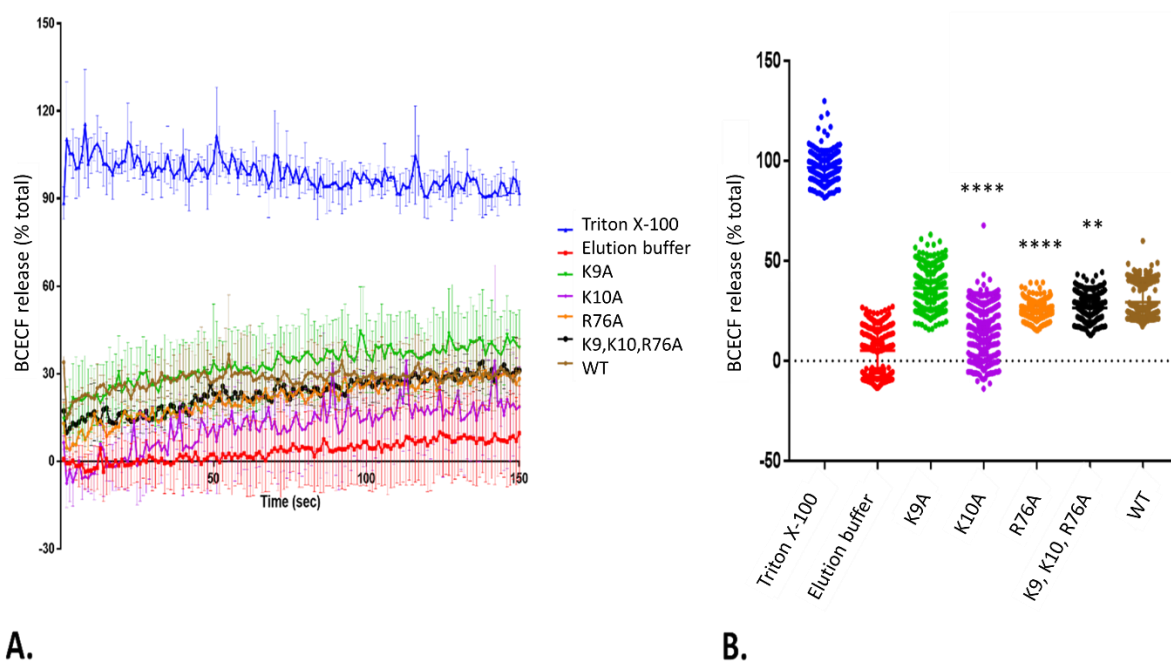 150
120
90
60
30
0
-30
50
100
150
Time (sec)
BCECF release (% total)
Triton X-100
Elution buffer
K9A
K10A
R76A
K9,K10,R76A
WT
A.
150
100
50
0
-50
BCECF release (% total)
****
****
**
Triton X-100
Elution buffer
K9A
K10A
R76A
K9, K10, R76A
WT
B.